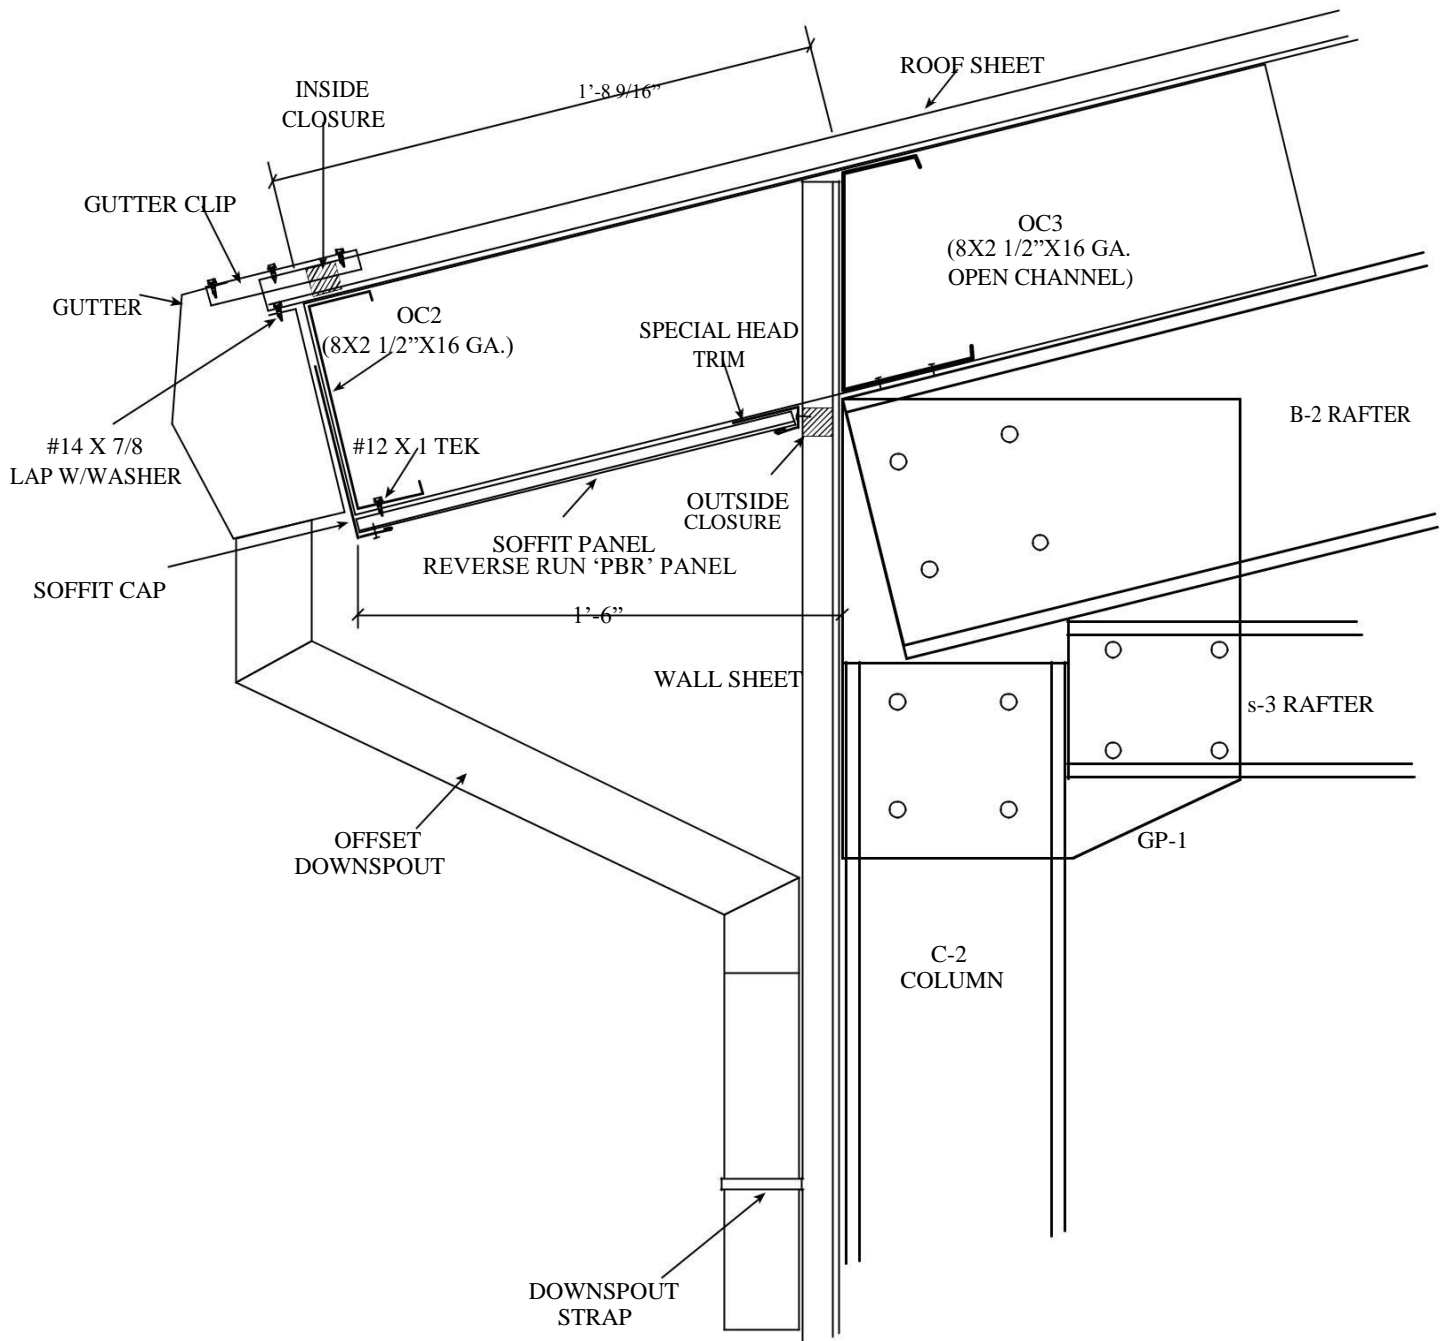 ROOF SHEET
1’-8 9/16”
INSIDE
CLOSURE
GUTTER CLIP
GUTTER
OC3
(8X2 1/2”X16 GA.
OPEN CHANNEL)
OC2
(8X2 1/2”X16 GA.)
SPECIAL HEAD
TRIM
B-2 RAFTER
#14 X 7/8
LAP W/WASHER
#12 X 1 TEK
OUTSIDE
CLOSURE
SOFFIT PANEL
REVERSE RUN ‘PBR’ PANEL
SOFFIT CAP
1’-6”
WALL SHEET
s-3 RAFTER
OFFSET
DOWNSPOUT
GP-1
C-2
COLUMN
DOWNSPOUT
STRAP